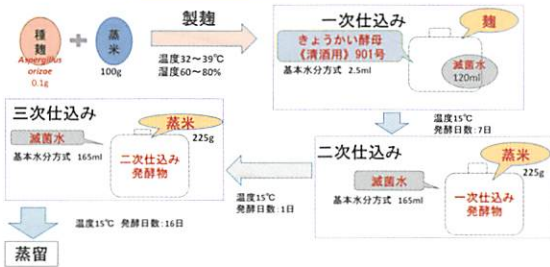 種麹
Aspergillus
orizae
0.1g
蒸米
100g
製麹
温度32～39℃
湿度60～80%
一次仕込み
麹
きょうかい酵母
《清酒用》901号
基本水分方式 2.5ml
滅菌水
120ml
温度15℃
発酵日数:7日
二次仕込み
蒸米
225g
滅菌水
基本水分方式 165ml
一次仕込み
発酵物
温度15℃
発酵日数:1日
三次仕込み
蒸米
225g
滅菌水
基本水分方式 165ml
二次仕込み
発酵物
温度15℃ 発酵日数:16日
蒸留